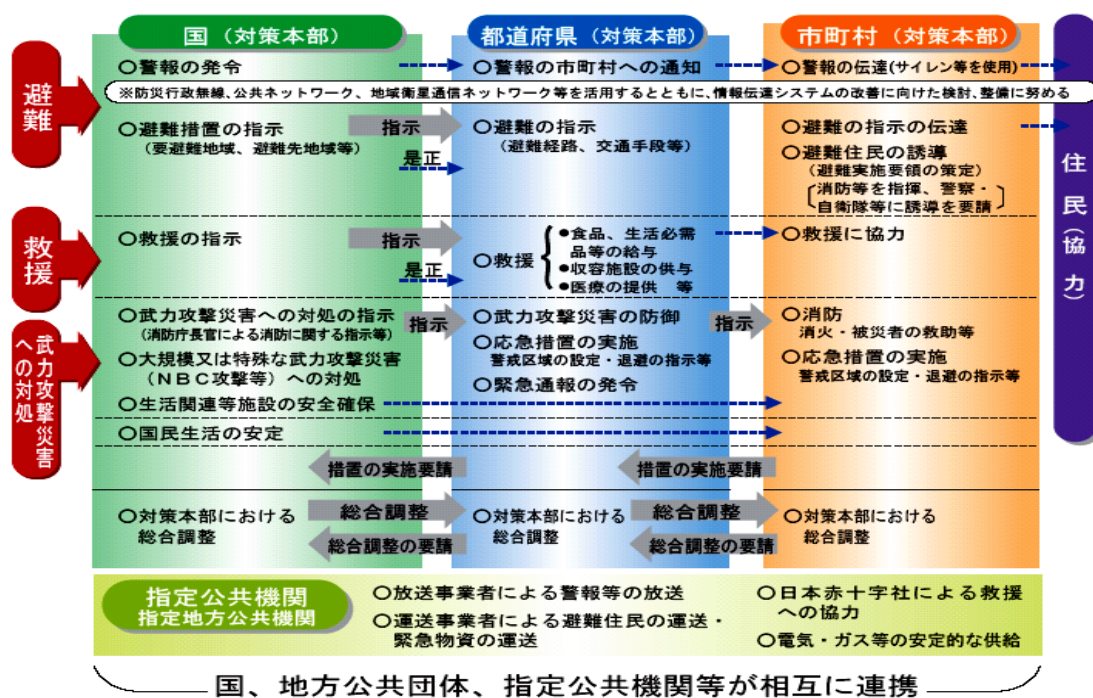 国（対策本部）
都道府県（対策本部）
市町村（対策本部）
避難
○警報の発令
○警報の市町村への通知
○警報の伝達(サイレン等を使用)
※防災行政無線、公共ネットワーク、地域衛星通信ネットワーク等を活用するとともに、情報伝達システムの改善に向けた検討、整備に努める
○避難措置の指示
（要避難地域、避難先地域等）
指示
是正
○避難の指示
（避難経路、交通手段等）
○避難の指示の伝達
○避難住民の誘導
（避難実施要領の策定）
消防等を指揮、警察・
自衛隊等に誘導を要請
住民（協力）
救援
○救援の指示
指示
是正
○救援
●食品、生活必需
品等の給与
●収容施設の供与
●医療の提供　等
○救援に協力
武力攻撃災害
への対処
○武力攻撃災害への対処の指示
（消防庁長官による消防に関する指示等）
指示
○大規模又は特殊な武力攻撃災害
（ＮＢＣ攻撃等）への対処
○武力攻撃災害の防御
指示
○応急措置の実施
警戒区域の設定・退避の指示等
○緊急通報の発令
○消防
消火・被災者の救助等
○応急措置の実施
警戒区域の設定・退避の指示等
○生活関連等施設の安全確保
○国民生活の安定
措置の実施要請
措置の実施要請
○対策本部における
総合調整
総合調整
総合調整の要請
○対策本部における
総合調整
総合調整
総合調整の要請
○対策本部における
総合調整
指定公共機関
指定地方公共機関
○放送事業者による警報等の放送
○運送事業者による避難住民の運送・
緊急物資の運送
○日本赤十字社による救援
への協力
○電気・ガス等の安定的な供給
国、地方公共団体、指定公共機関等が相互に連携